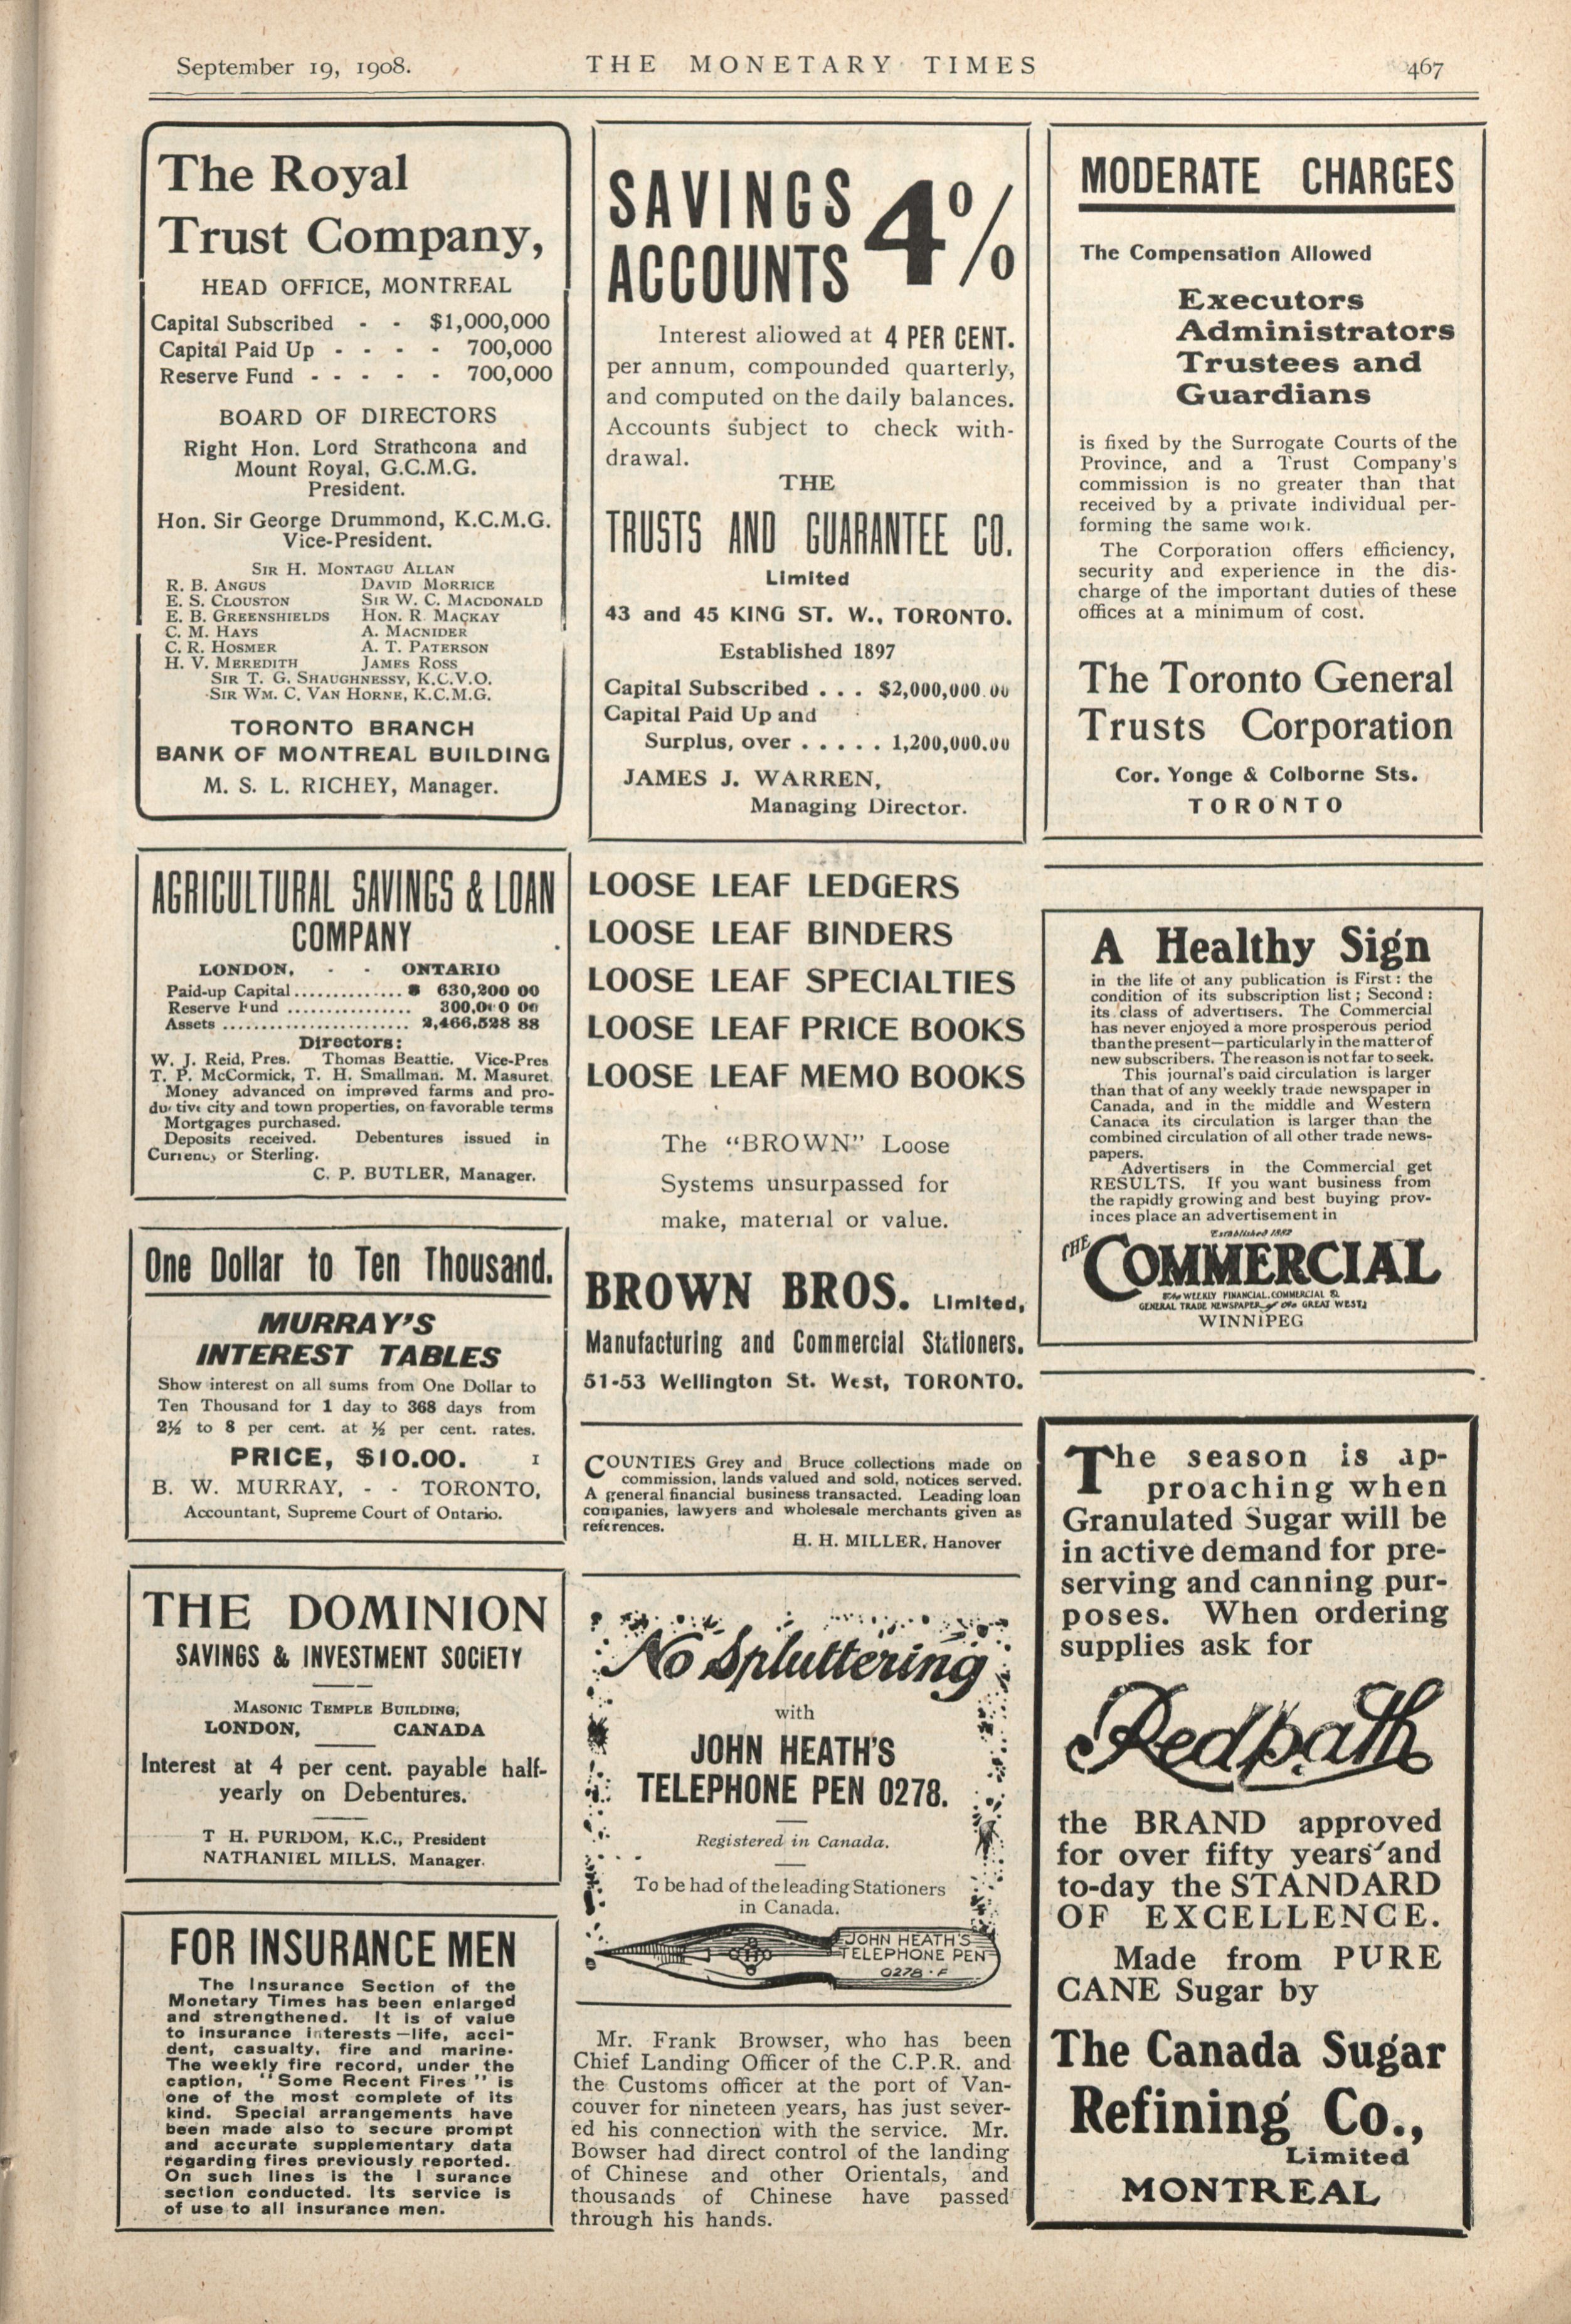 September 19, 1908.
THE MONETARY TIMES
467
The Royal
Trust Company,
HEAD OFFICE, MONTREAL
Capital Subscribed - - $1,000,000
Capital Paid Up - - - - 700,000
Reserve Fund - - - - - 700,000
BOARD OF DIRECTORS
Right Hon. Lord Strathcona and
Mount Royal, G.C.M.G.
President.
Hon. Sir George Drummond, K.C.M.G.
Vice-President.
SIR H. MONTAGU ALLAN
R. B. ANGUS DAVID MORRICE
E. S. CLOUSTON SIR W. C. MACDONALD
E. B. GREENSHIELDS HON. R. MACKAY
C. M. HAYS A. MACNIDER
C. R. HOSMER A. T. PATERSON
H. V. MEREDITH JAMES ROSS
SIR T. G. SHAUGHNESSY, K.C.V.O.
SIR WM. C. VAN HORNE, K.C.M.G.
TORONTO BRANCH
BANK OF MONTREAL BUILDING
M. S. L. RICHEY, Manager.
AGRICULTURAL SAVINGS & LOAN
COMPANY
LONDON, - - ONTARIO
Paid-up Capital.............. $ 630,200 00
Reserve Fund ................ 300,000 00
Assets ........................ 2,466,528 88
Directors:
W. J. Reid, Pres. Thomas Beattie, Vice-Pres
T. P. McCormick, T. H. Smallman. M. Masuret.
Money advanced on improved farms and pro-
ductive city and town properties, on favorable terms
Mortgages purchased.
Deposits received. Debentures issued in
Currency or Sterling.
C. P. BUTLER, Manager.
One Dollar to Ten Thousand.
MURRAY'S
INTEREST TABLES
Show interest on all sums from One Dollar to
Ten Thousand for 1 day to 368 days from
2½ to 8 per cent. at ½ per cent. rates.
PRICE, $10.00. 1
B. W. MURRAY, - - TORONTO,
Accountant, Supreme Court of Ontario.
THE DOMINION
SAVINGS & INVESTMENT SOCIETY
MASONIC TEMPLE BUILDING,
LONDON, CANADA
Interest at 4 per cent. payable half-
yearly on Debentures.
T H. PURDOM, K.C., President
NATHANIEL MILLS, Manager.
FOR INSURANCE MEN
The Insurance Section of the
Monetary Times has been enlarged
and strengthened. It is of value
to insurance interests—life, acci-
dent, casualty, fire and marine.
The weekly fire record, under the
caption, "Some Recent Fires" is
one of the most complete of its
kind. Special arrangements have
been made also to secure prompt
and accurate supplementary data
regarding fires previously reported.
On such lines is the I surance
section conducted. Its service is
of use to all insurance men.
SAVINGS
ACCOUNTS 4%
Interest allowed at 4 PER CENT.
per annum, compounded quarterly,
and computed on the daily balances.
Accounts subject to check with-
drawal.
THE
TRUSTS AND GUARANTEE CO.
Limited
43 and 45 KING ST. W., TORONTO.
Established 1897
Capital Subscribed . . . $2,000,000.00
Capital Paid Up and
Surplus, over . . . . . 1,200,000.00
JAMES J. WARREN,
Managing Director.
LOOSE LEAF LEDGERS
LOOSE LEAF BINDERS
LOOSE LEAF SPECIALTIES
LOOSE LEAF PRICE BOOKS
LOOSE LEAF MEMO BOOKS
The "BROWN" Loose
Systems unsurpassed for
make, material or value.
BROWN BROS. Limited,
Manufacturing and Commercial Stationers.
51-53 Wellington St. West, TORONTO.
COUNTIES Grey and Bruce collections made on
commission, lands valued and sold, notices served.
A general financial business transacted. Leading loan
companies, lawyers and wholesale merchants given as
references.
H. H. MILLER, Hanover
No Spluttering
with
JOHN HEATH'S
TELEPHONE PEN 0278.
Registered in Canada.
To be had of the leading Stationers
in Canada.
JOHN HEATH'S
TELEPHONE PEN
0278·F
Mr. Frank Browser, who has been
Chief Landing Officer of the C.P.R. and
the Customs officer at the port of Van-
couver for nineteen years, has just sever-
ed his connection with the service. Mr.
Bowser had direct control of the landing
of Chinese and other Orientals, and
thousands of Chinese have passed
through his hands.
MODERATE CHARGES
The Compensation Allowed
Executors
Administrators
Trustees and
Guardians
is fixed by the Surrogate Courts of the
Province, and a Trust Company's
commission is no greater than that
received by a private individual per-
forming the same work.
The Corporation offers efficiency,
security and experience in the dis-
charge of the important duties of these
offices at a minimum of cost.
The Toronto General
Trusts Corporation
Cor. Yonge & Colborne Sts.
TORONTO
A Healthy Sign
in the life of any publication is First: the
condition of its subscription list; Second:
its class of advertisers. The Commercial
has never enjoyed a more prosperous period
than the present—particularly in the matter of
new subscribers. The reason is not far to seek.
This journal's paid circulation is larger
than that of any weekly trade newspaper in
Canada, and in the middle and Western
Canada its circulation is larger than the
combined circulation of all other trade news-
papers.
Advertisers in the Commercial get
RESULTS. If you want business from
the rapidly growing and best buying prov-
inces place an advertisement in
Established 1882
THE COMMERCIAL
The WEEKLY FINANCIAL, COMMERCIAL &
GENERAL TRADE NEWSPAPER of the GREAT WEST
WINNIPEG
The season is ap-
proaching when
Granulated Sugar will be
in active demand for pre-
serving and canning pur-
poses. When ordering
supplies ask for
Redpath
the BRAND approved
for over fifty years and
to-day the STANDARD
OF EXCELLENCE.
Made from PURE
CANE Sugar by
The Canada Sugar
Refining Co.,
Limited
MONTREAL